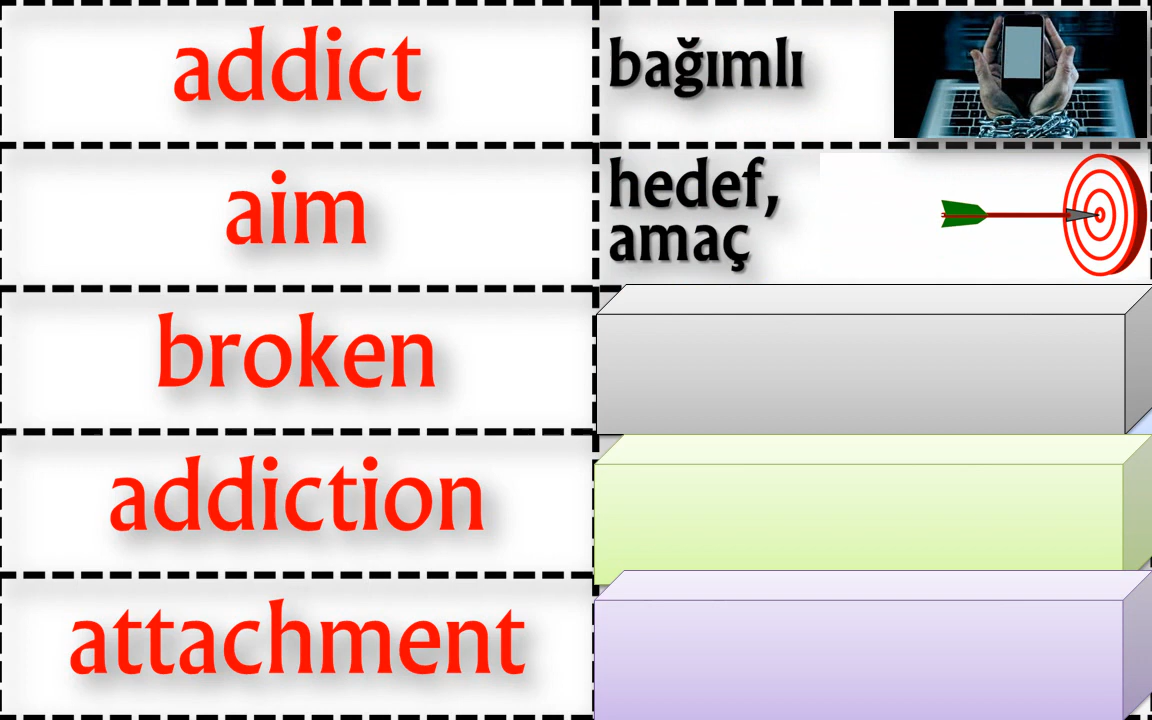 addict
bağımlı
aim
hedef,
amaç
broken
addiction
attachment